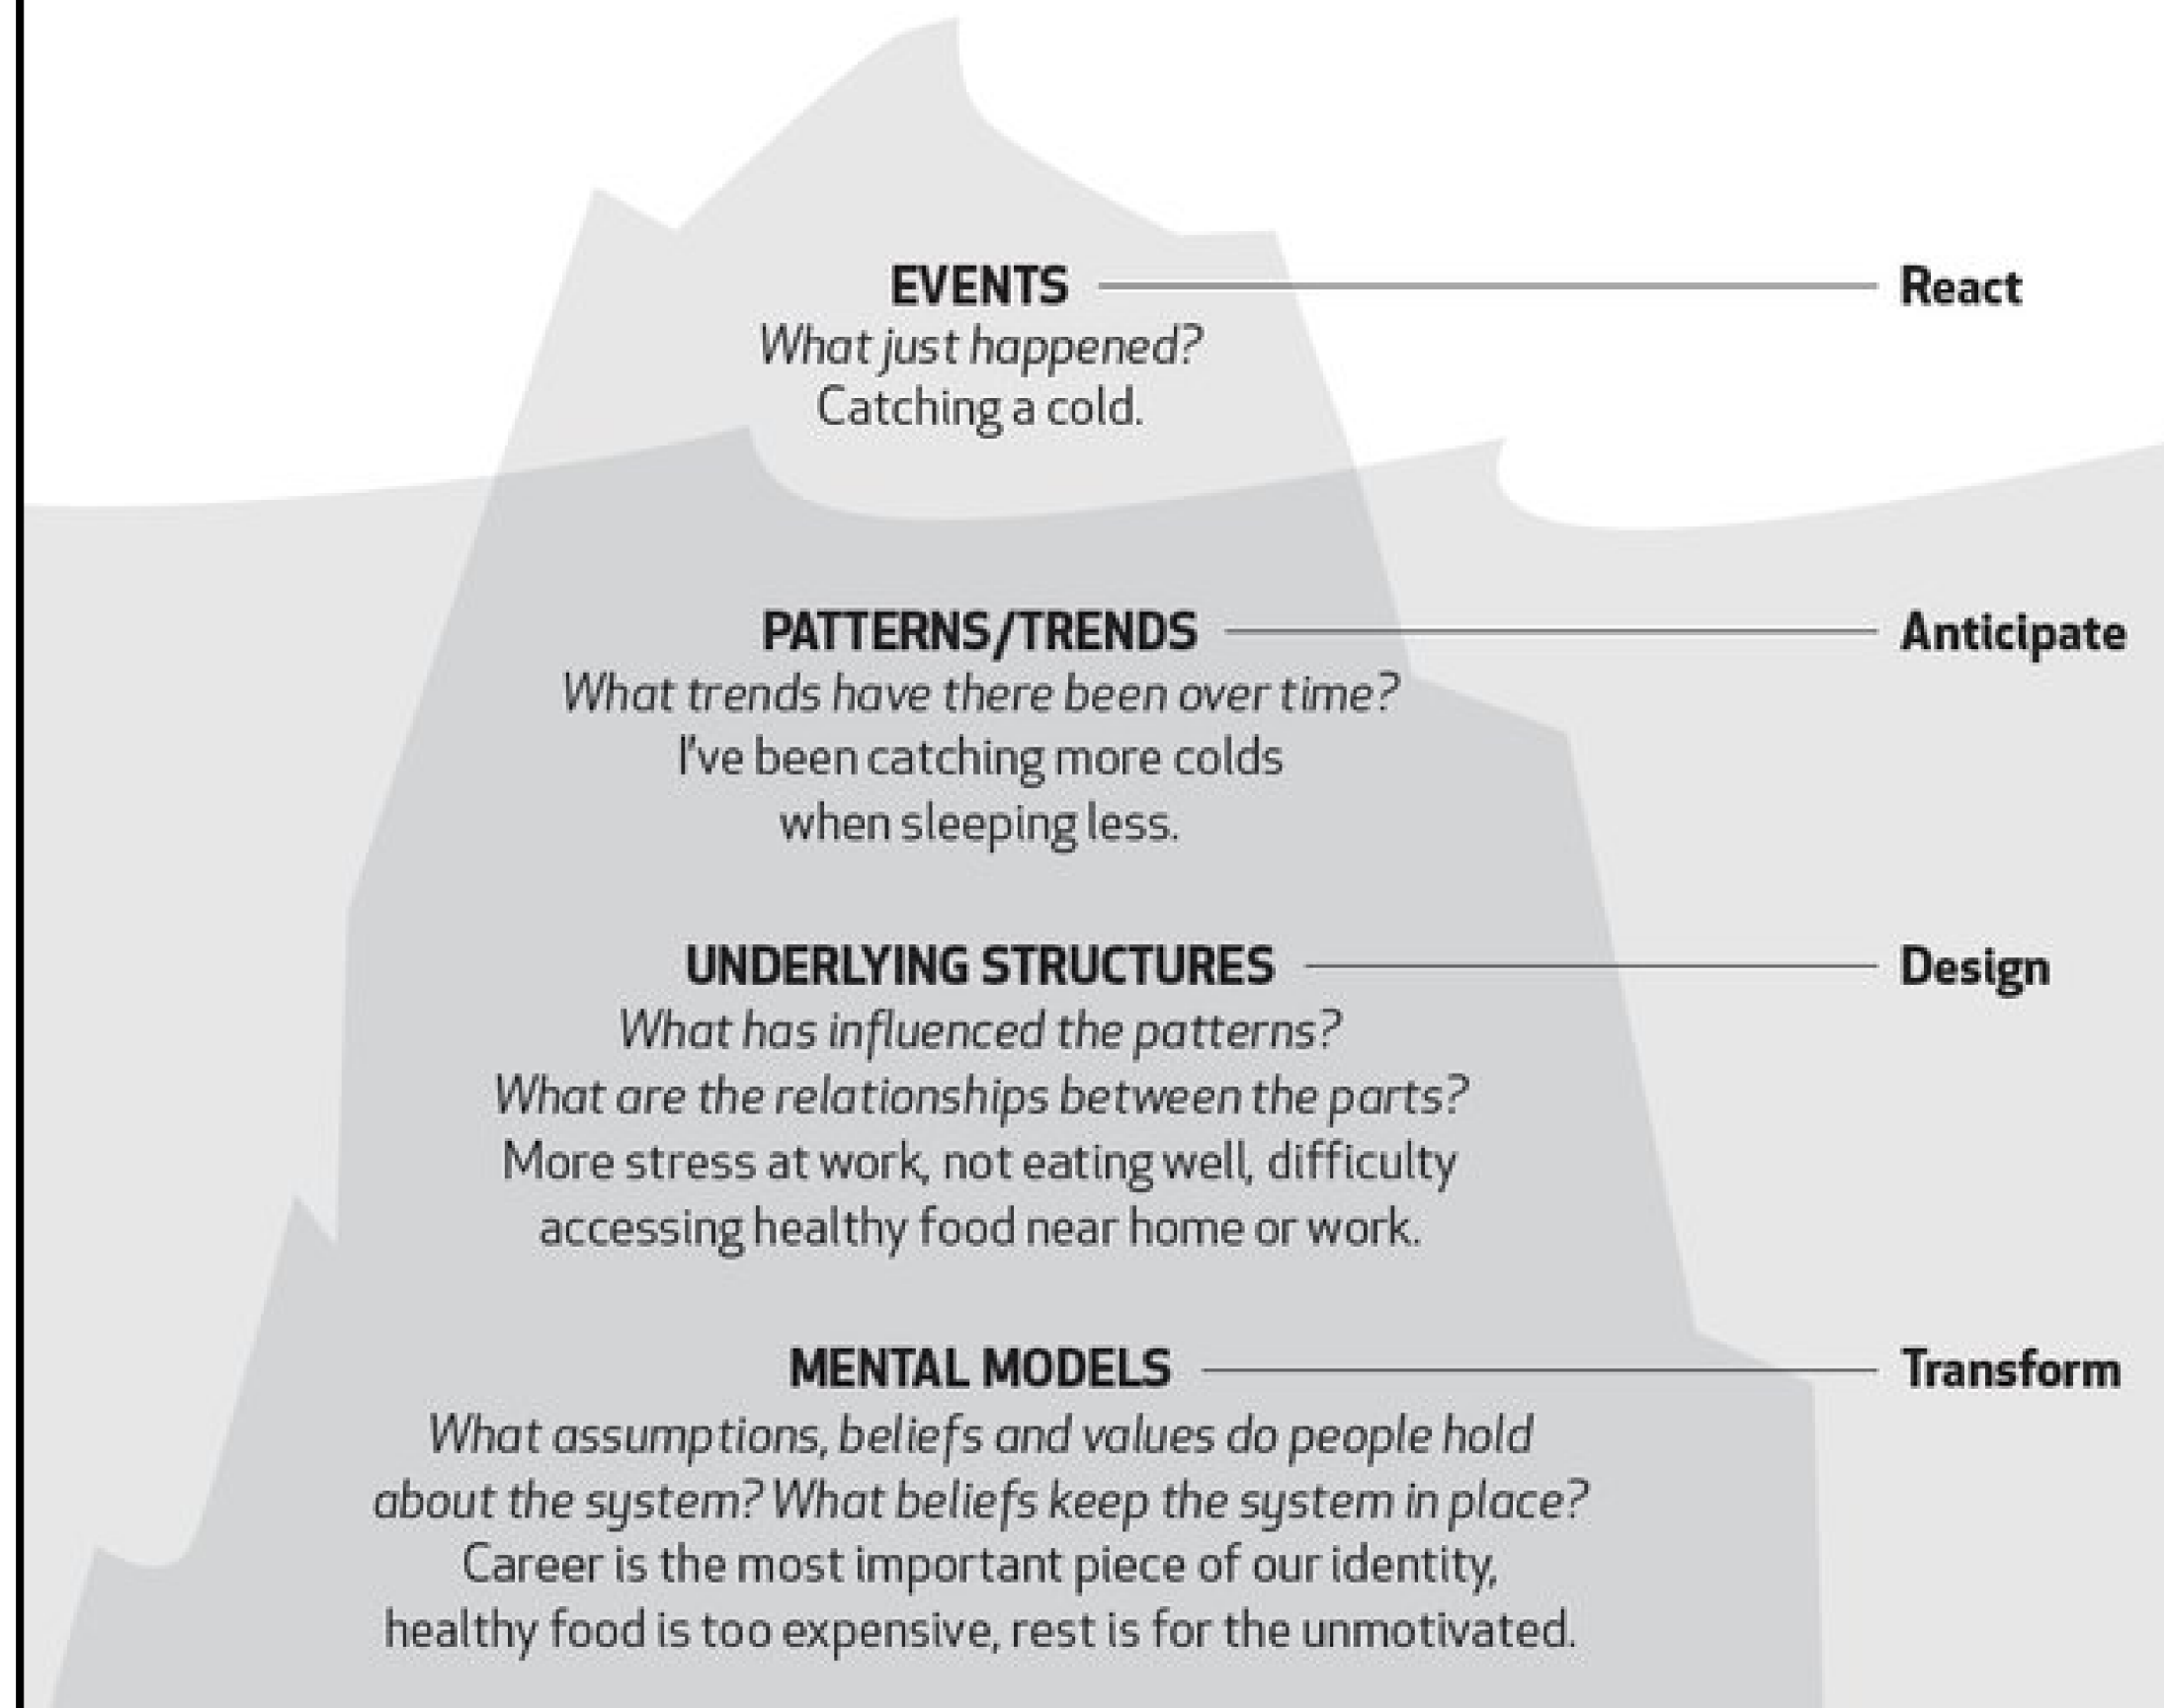 EVENTS React
What just happened?
Catching a cold.
PATTERNS/TRENDS Anticipate
What trends have there been over time?
I've been catching more colds
when sleeping less.
UNDERLYING STRUCTURES Design
What has influenced the patterns?
What are the relationships between the parts?
More stress at work, not eating well, difficulty
accessing healthy food near home or work.
MENTAL MODELS Transform
What assumptions, beliefs and values do people hold
about the system? What beliefs keep the system in place?
Career is the most important piece of our identity,
healthy food is too expensive, rest is for the unmotivated.